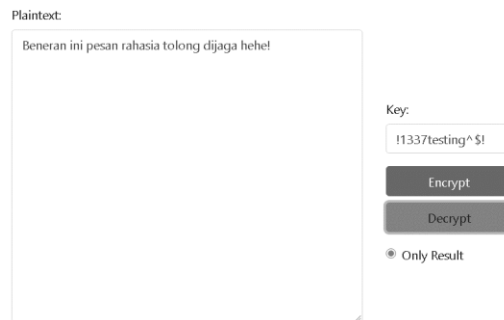 Plaintext:
Beneran ini pesan rahasia tolong dijaga hehe!
Key:
!1337testing^$!
Encrypt
Decrypt
Only Result